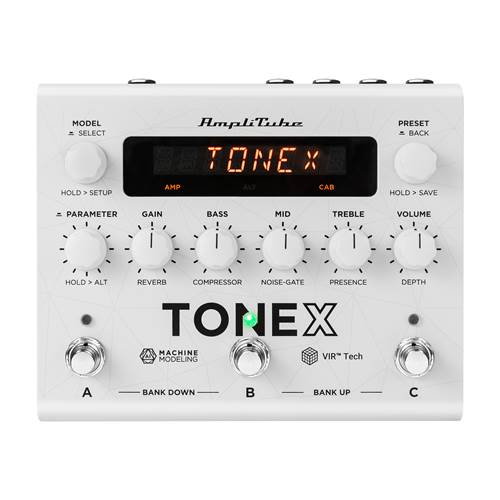 AmpliTube
MODEL
SELECT
HOLD > SETUP
TONEX
AMP ALT CAB
PRESET
BACK
HOLD > SAVE
PARAMETER GAIN BASS MID TREBLE VOLUME
HOLD > ALT REVERB COMPRESSOR NOISE-GATE PRESENCE DEPTH
TONEX
MACHINE
MODELING
VIR™ Tech
A BANK DOWN B BANK UP C